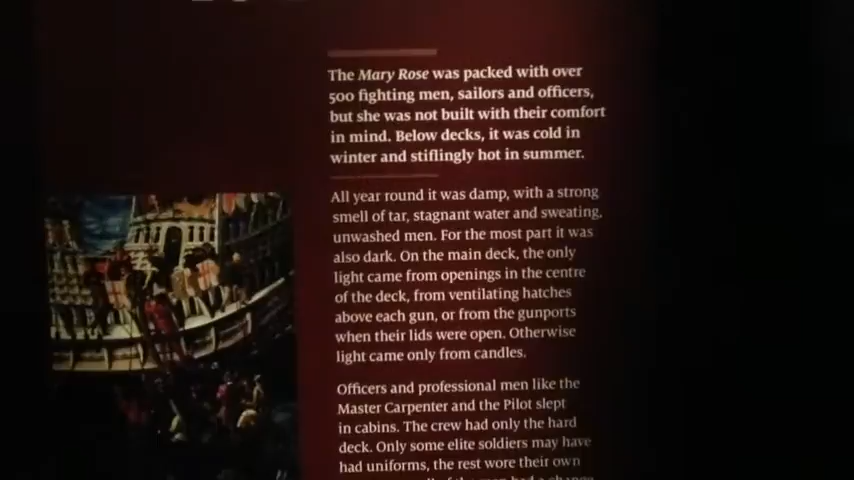 The Mary Rose was packed with over
500 fighting men, sailors and officers,
but she was not built with their comfort
in mind. Below decks, it was cold in
winter and stiflingly hot in summer.
All year round it was damp, with a strong
smell of tar, stagnant water and sweating,
unwashed men. For the most part it was
also dark. On the main deck, the only
light came from openings in the centre
of the deck, from ventilating hatches
above each gun, or from the gunports
when their lids were open. Otherwise
light came only from candles.
Officers and professional men like the
Master Carpenter and the Pilot slept
in cabins. The crew had only the hard
deck. Only some elite soldiers may have
had uniforms, the rest wore their own